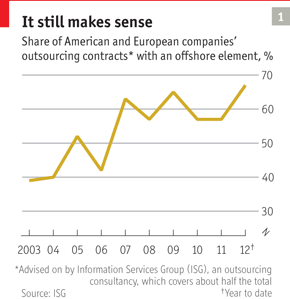 1
It still makes sense
Share of American and European companies'
outsourcing contracts* with an offshore element, %
70
60
50
40
30
2003 04 05 06 07 08 09 10 11 12†
*Advised on by Information Services Group (ISG), an outsourcing
consultancy, which covers about half the total
Source: ISG †Year to date